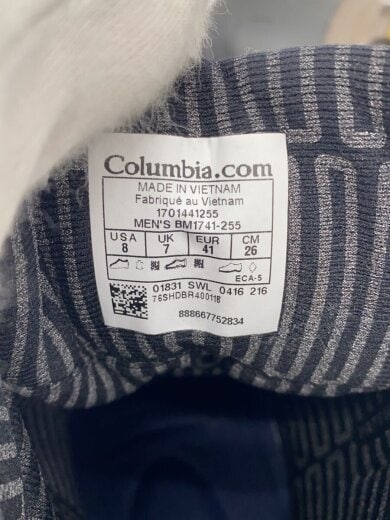 Columbia.com
MADE IN VIETNAM
Fabriqué au Vietnam
1701441255
MEN'S BM1741-255
USA UK EUR CM
8 7 41 26
ECA-5
01831 SWL 0416 216
76SHDBR400118
888667752834